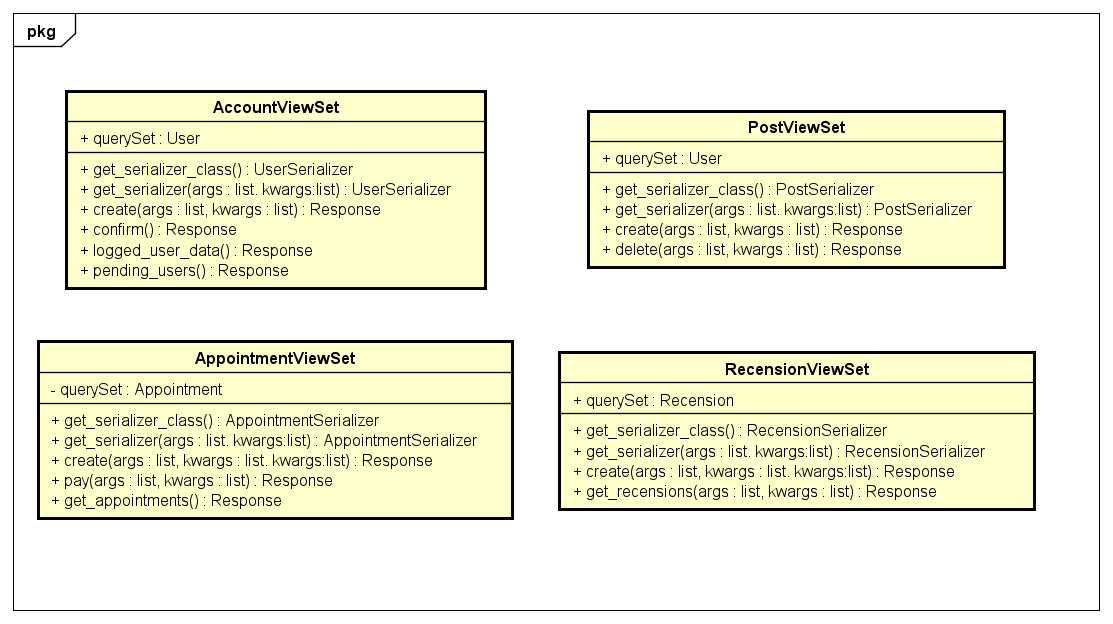 pkg
AccountViewSet
+ querySet : User
+ get_serializer_class() : UserSerializer
+ get_serializer(args : list. kwargs:list) : UserSerializer
+ create(args : list, kwargs : list) : Response
+ confirm() : Response
+ logged_user_data() : Response
+ pending_users() : Response
PostViewSet
+ querySet : User
+ get_serializer_class() : PostSerializer
+ get_serializer(args : list. kwargs:list) : PostSerializer
+ create(args : list, kwargs : list) : Response
+ delete(args : list, kwargs : list) : Response
AppointmentViewSet
- querySet : Appointment
+ get_serializer_class() : AppointmentSerializer
+ get_serializer(args : list. kwargs:list) : AppointmentSerializer
+ create(args : list, kwargs : list. kwargs:list) : Response
+ pay(args : list, kwargs : list) : Response
+ get_appointments() : Response
RecensionViewSet
+ querySet : Recension
+ get_serializer_class() : RecensionSerializer
+ get_serializer(args : list. kwargs:list) : RecensionSerializer
+ create(args : list, kwargs : list. kwargs:list) : Response
+ get_recensions(args : list, kwargs : list) : Response